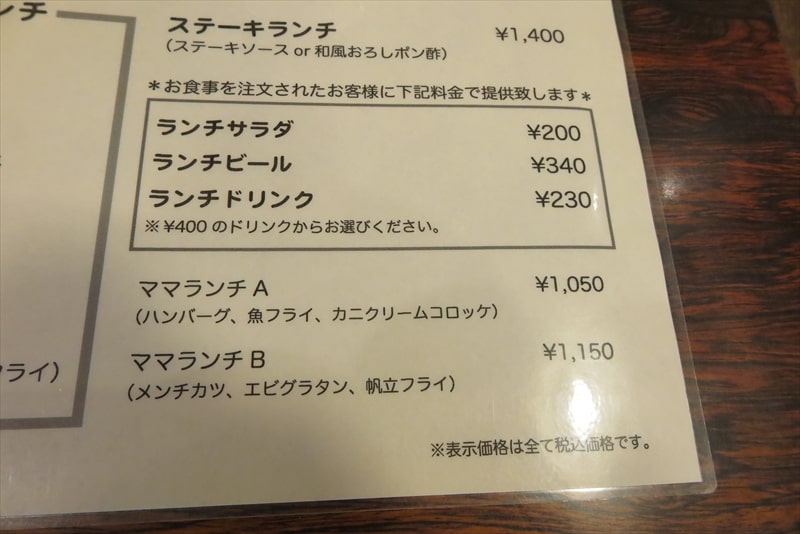 ンチ
ステーキランチ ¥1,400
（ステーキソース or 和風おろしポン酢）
＊お食事を注文されたお客様に下記料金で提供致します＊
ランチサラダ ¥200
ランチビール ¥340
ランチドリンク ¥230
※ ¥400 のドリンクからお選びください。
ママランチ A ¥1,050
（ハンバーグ、魚フライ、カニクリームコロッケ）
ママランチ B ¥1,150
フライ）
（メンチカツ、エビグラタン、帆立フライ）
※表示価格は全て税込価格です。